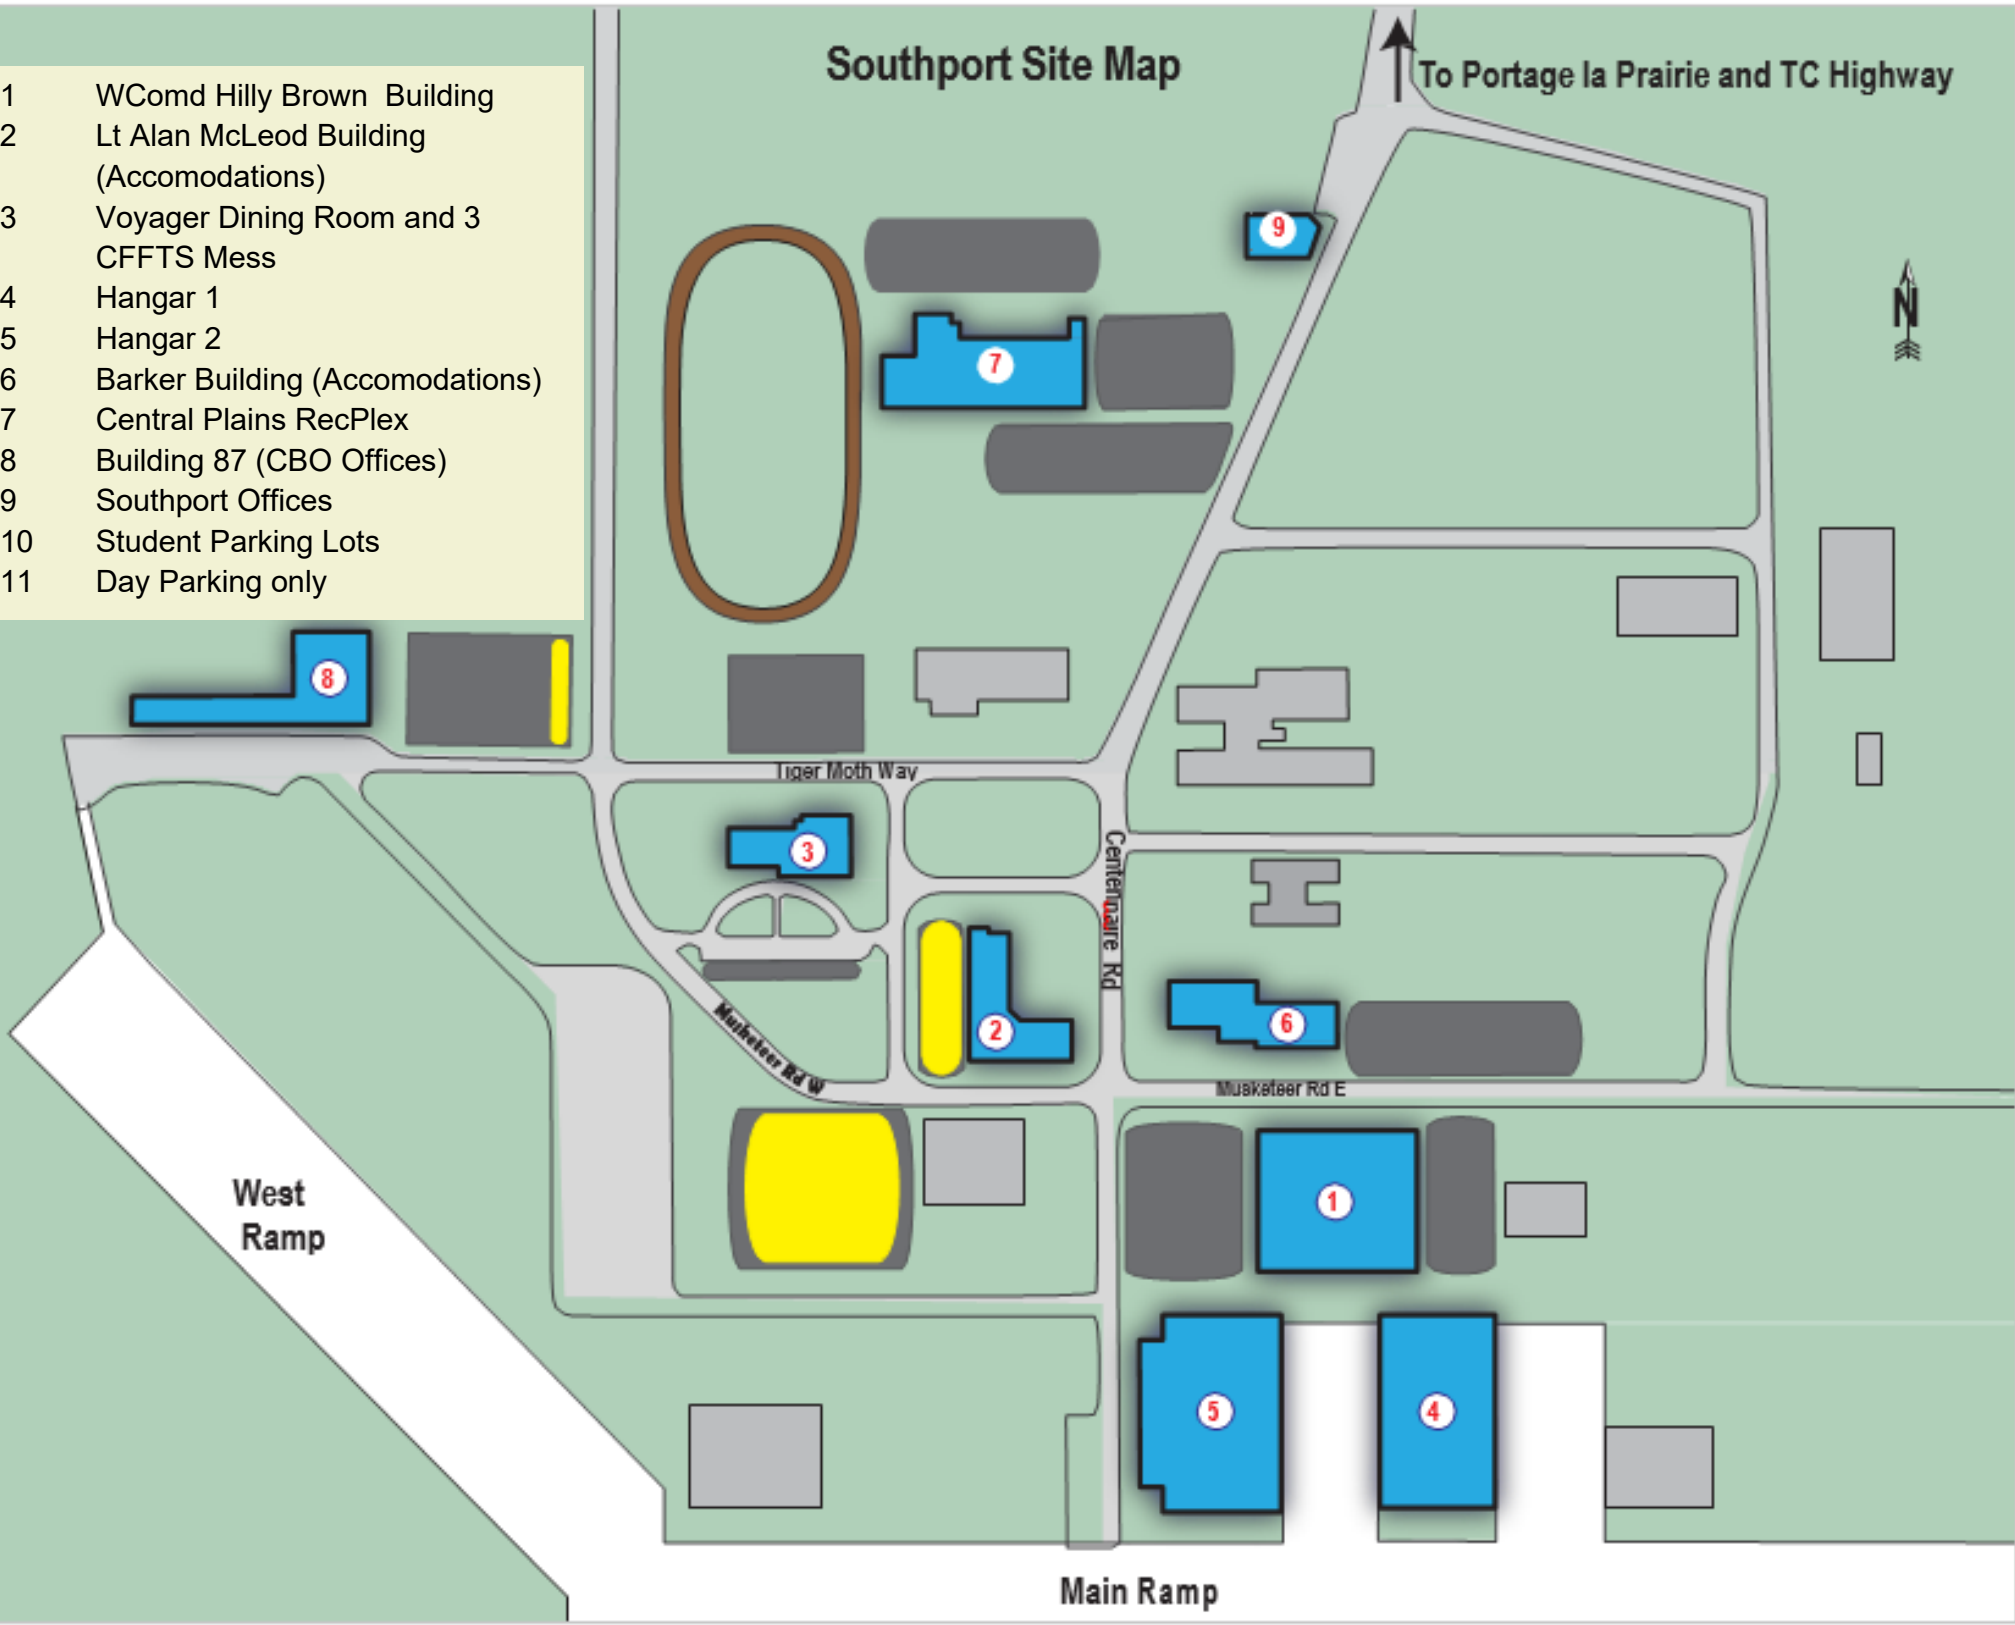 Southport Site Map
To Portage la Prairie and TC Highway
1 WComd Hilly Brown Building
2 Lt Alan McLeod Building
(Accomodations)
3 Voyager Dining Room and 3
CFFTS Mess
4 Hangar 1
5 Hangar 2
6 Barker Building (Accomodations)
7 Central Plains RecPlex
8 Building 87 (CBO Offices)
9 Southport Offices
10 Student Parking Lots
11 Day Parking only
9
N
7
8
Tiger Moth Way
3
Centennaire Rd
2
6
Musketeer Rd W
Musketeer Rd E
West
Ramp
1
5
4
Main Ramp